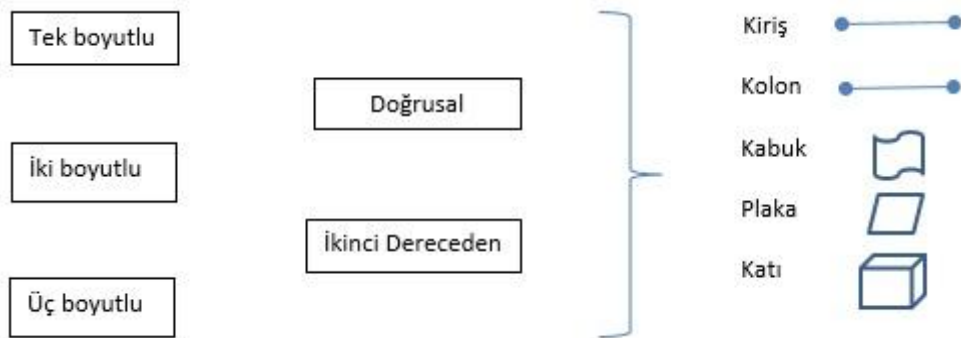 Tek boyutlu
İki boyutlu
Üç boyutlu
Doğrusal
İkinci Dereceden
Kiriş
Kolon
Kabuk
Plaka
Katı